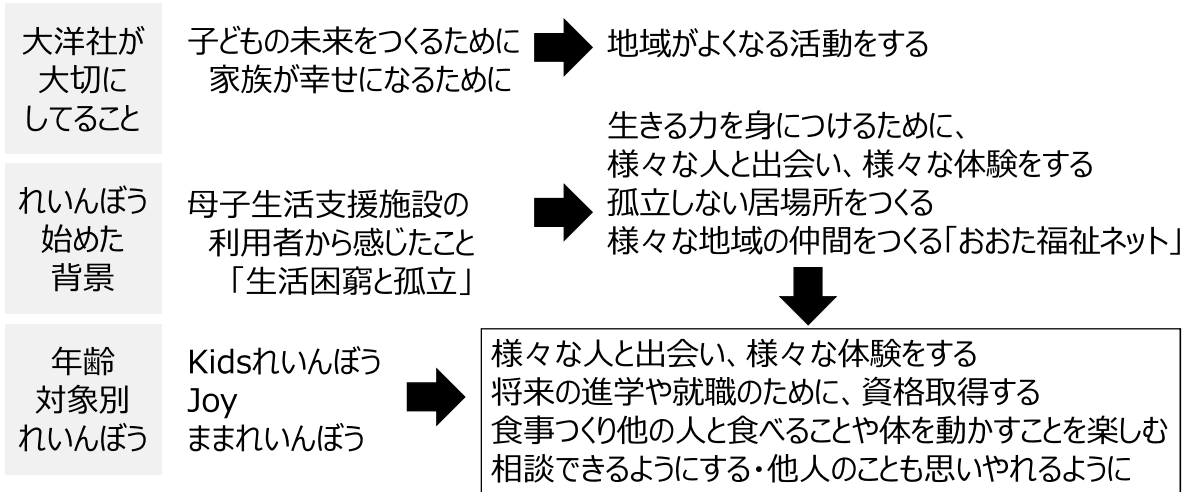 大洋社が
大切に
してること
子どもの未来をつくるために
家族が幸せになるために
地域がよくなる活動をする
れいんぼう
始めた
背景
母子生活支援施設の
利用者から感じたこと
「生活困窮と孤立」
生きる力を身につけるために、
様々な人と出会い、様々な体験をする
孤立しない居場所をつくる
様々な地域の仲間をつくる「おおた福祉ネット」
年齢
対象別
れいんぼう
Kidsれいんぼう
Joy
ままれいんぼう
様々な人と出会い、様々な体験をする
将来の進学や就職のために、資格取得する
食事つくり他の人と食べることや体を動かすことを楽しむ
相談できるようにする・他人のことも思いやれるように